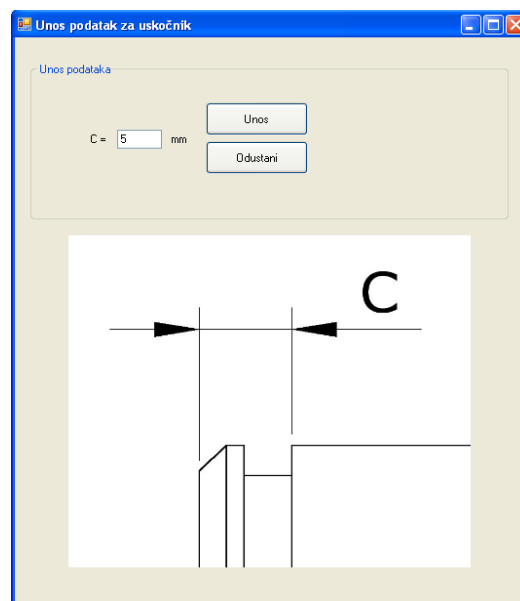 Unos podatak za uskočnik
Unos podataka
C = 5 mm
Unos
Odustani
C